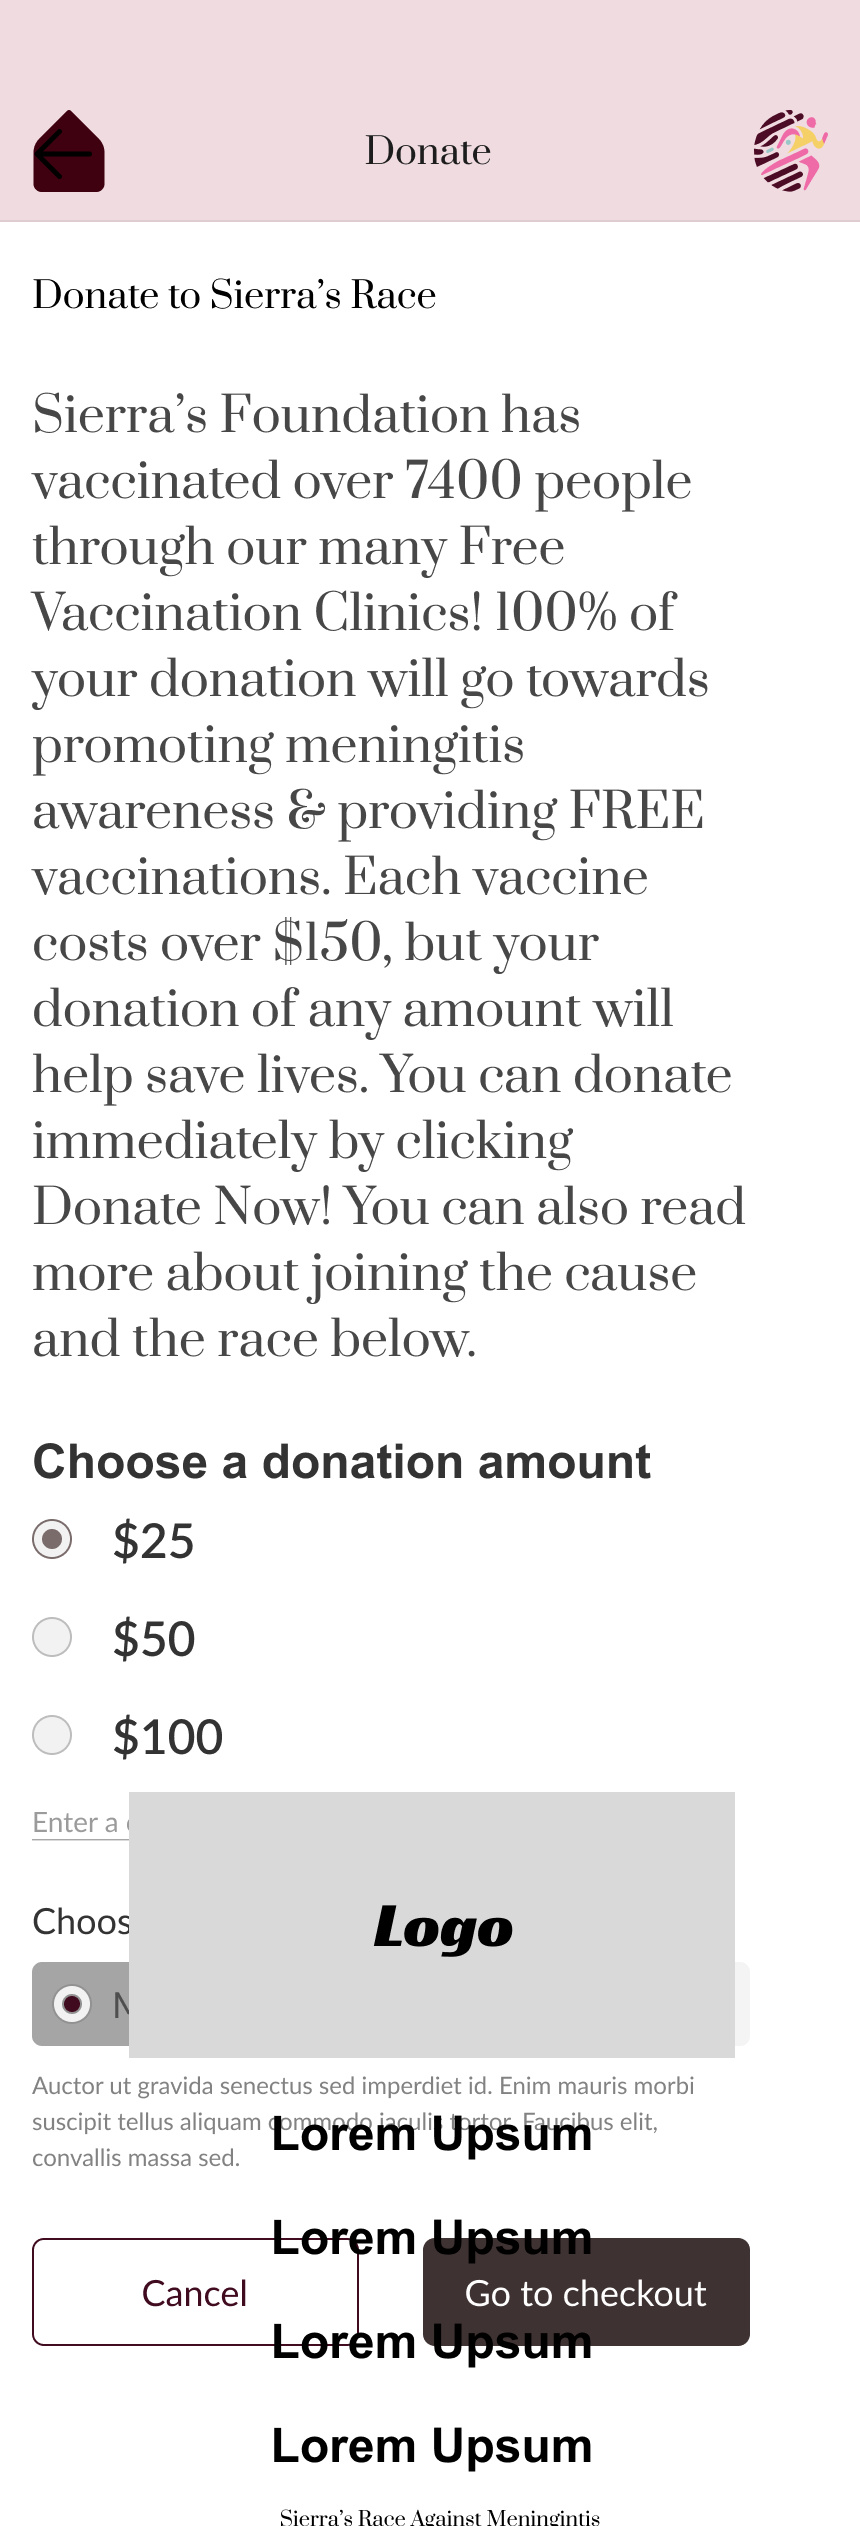 Donate
Donate to Sierra’s Race
Sierra’s Foundation has
vaccinated over 7400 people
through our many Free
Vaccination Clinics! 100% of
your donation will go towards
promoting meningitis
awareness & providing FREE
vaccinations. Each vaccine
costs over $150, but your
donation of any amount will
help save lives. You can donate
immediately by clicking
Donate Now! You can also read
more about joining the cause
and the race below.
Choose a donation amount
$25
$50
$100
Enter a
Logo
Auctor ut gravida senectus sed imperdiet id. Enim mauris morbi
suscipit tellus aliquam commodo iaculis tortor. Faucibus elit,
convallis massa sed.
Lorem Upsum
Lorem Upsum
Cancel
Go to checkout
Lorem Upsum
Lorem Upsum
Sierra’s Race Against Meningintis